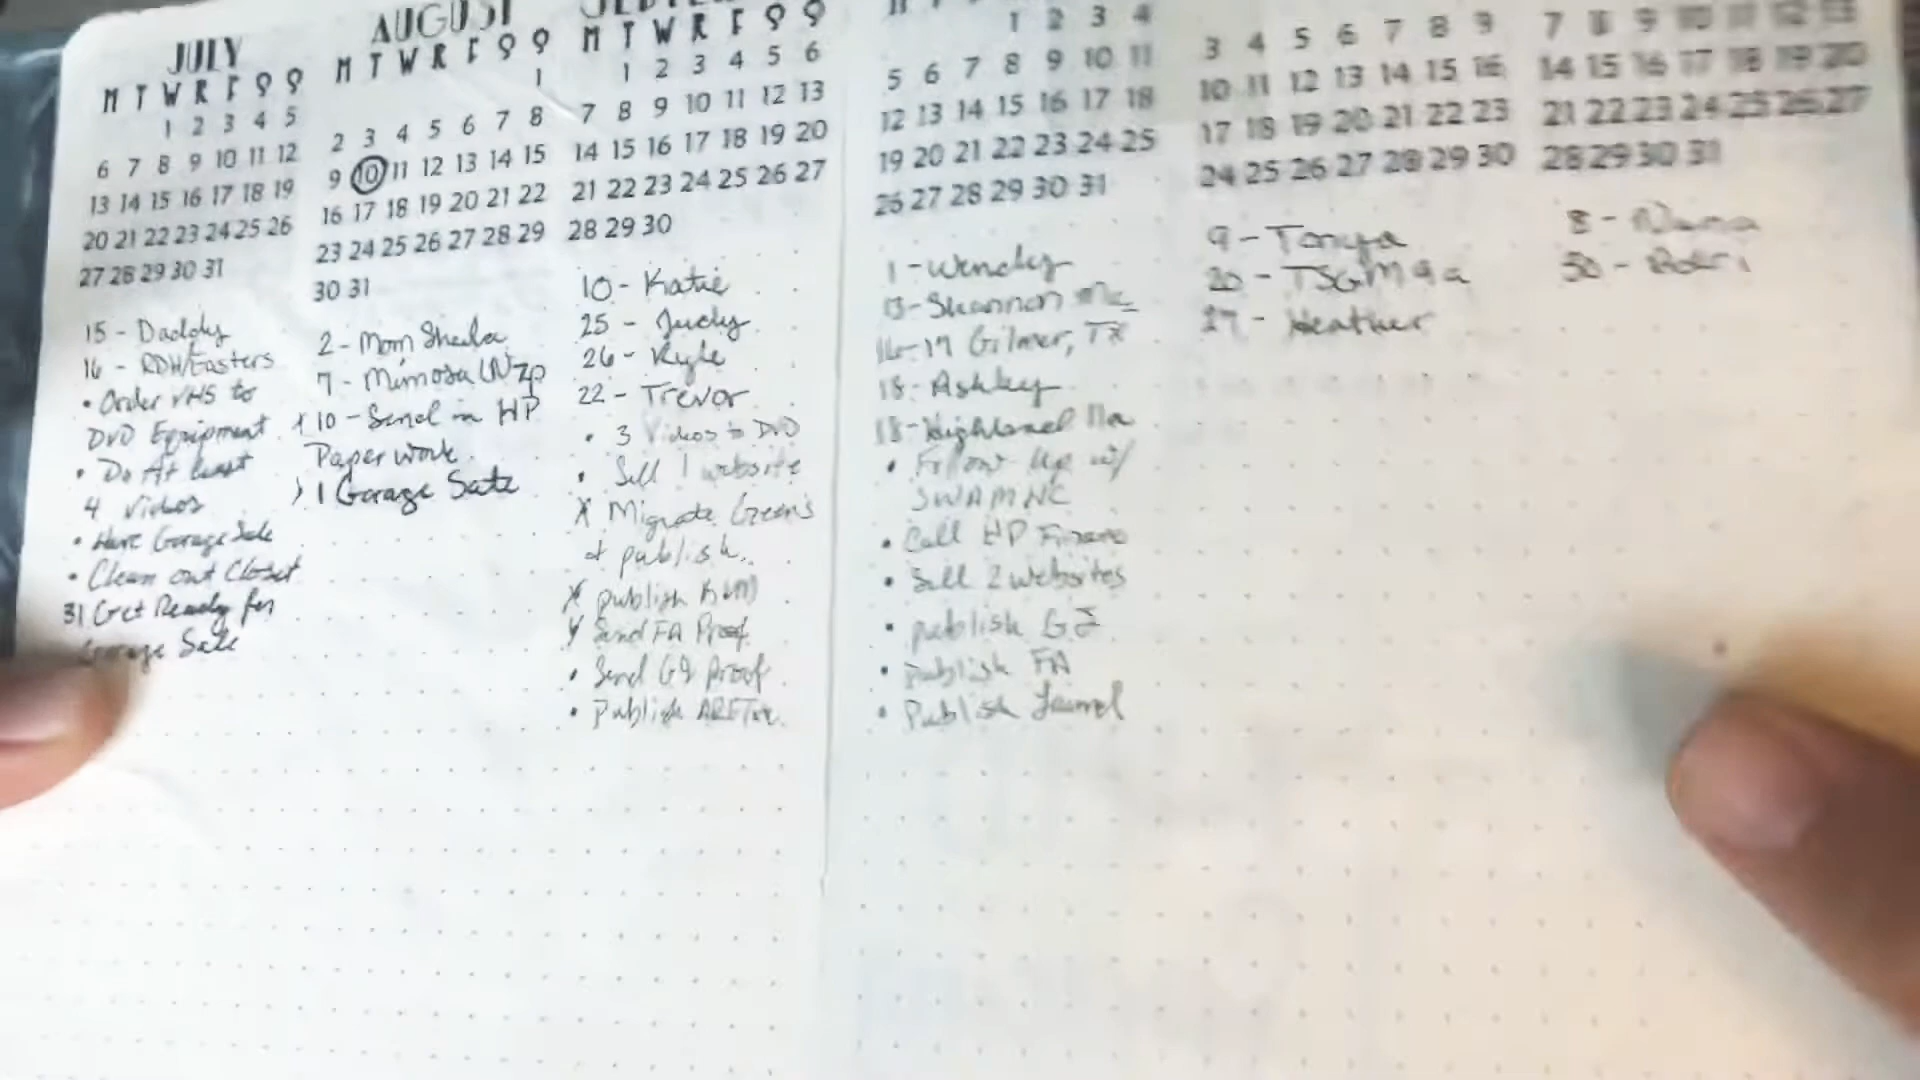 JULY
M T W R F S S
1 2 3 4 5
6 7 8 9 10 11 12
13 14 15 16 17 18 19
20 21 22 23 24 25 26
27 28 29 30 31
15 - Daddy
16 - RDH/Easters
• Order VHS to
DVD Equipment
• Do At least
4 Videos
• Have Garage Sale
• Clean out Closet
31 Get Ready for
Garage Sale
AUGUST
M T W R F S S
1
2 3 4 5 6 7 8
9 10 11 12 13 14 15
16 17 18 19 20 21 22
23 24 25 26 27 28 29
30 31
2 - Mom Sheila
7 - Mimosa
x 10 - Send in HP
Paperwork
> 1 Garage Sale
M T W R F S S
1 2 3 4 5 6
7 8 9 10 11 12 13
14 15 16 17 18 19 20
21 22 23 24 25 26 27
28 29 30
10 - Katie
25 - Judy
26 - Kyle
22 - Trevor
• 3 Videos to DVD
• Sell 1 website
X Migrate Green's
+ publish
X publish
X Send FA Proof
• Send GJ Proof
• Publish
1 2 3 4
5 6 7 8 9 10 11
12 13 14 15 16 17 18
19 20 21 22 23 24 25
26 27 28 29 30 31
1 - Wendy
13 - Shannon Mc
16-17 Gilmer, TX
18 - Ashley
18 - Highland
• Follow up w/
SWAMNC
• Call HP Finance
• Sell 2 websites
• publish GJ
• publish FA
• Publish
3 4 5 6 7 8 9
10 11 12 13 14 15 16
17 18 19 20 21 22 23
24 25 26 27 28 29 30
9 - Tonya
20 -
27 - Heather
7 8 9 10 11 12 13
14 15 16 17 18 19 20
21 22 23 24 25 26 27
28 29 30 31
8 - Nana
30 -